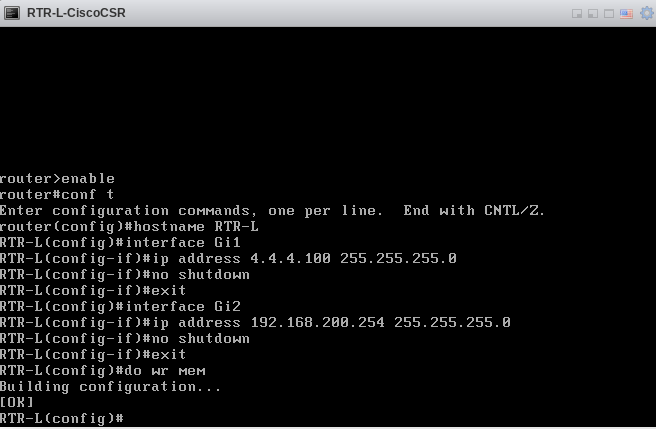 RTR-L-CiscoCSR
router>enable
router#conf t
Enter configuration commands, one per line.  End with CNTL/Z.
router(config)#hostname RTR-L
RTR-L(config)#interface Gi1
RTR-L(config-if)#ip address 4.4.4.100 255.255.255.0
RTR-L(config-if)#no shutdown
RTR-L(config-if)#exit
RTR-L(config)#interface Gi2
RTR-L(config-if)#ip address 192.168.200.254 255.255.255.0
RTR-L(config-if)#no shutdown
RTR-L(config-if)#exit
RTR-L(config)#do wr mem
Building configuration...
[OK]
RTR-L(config)#